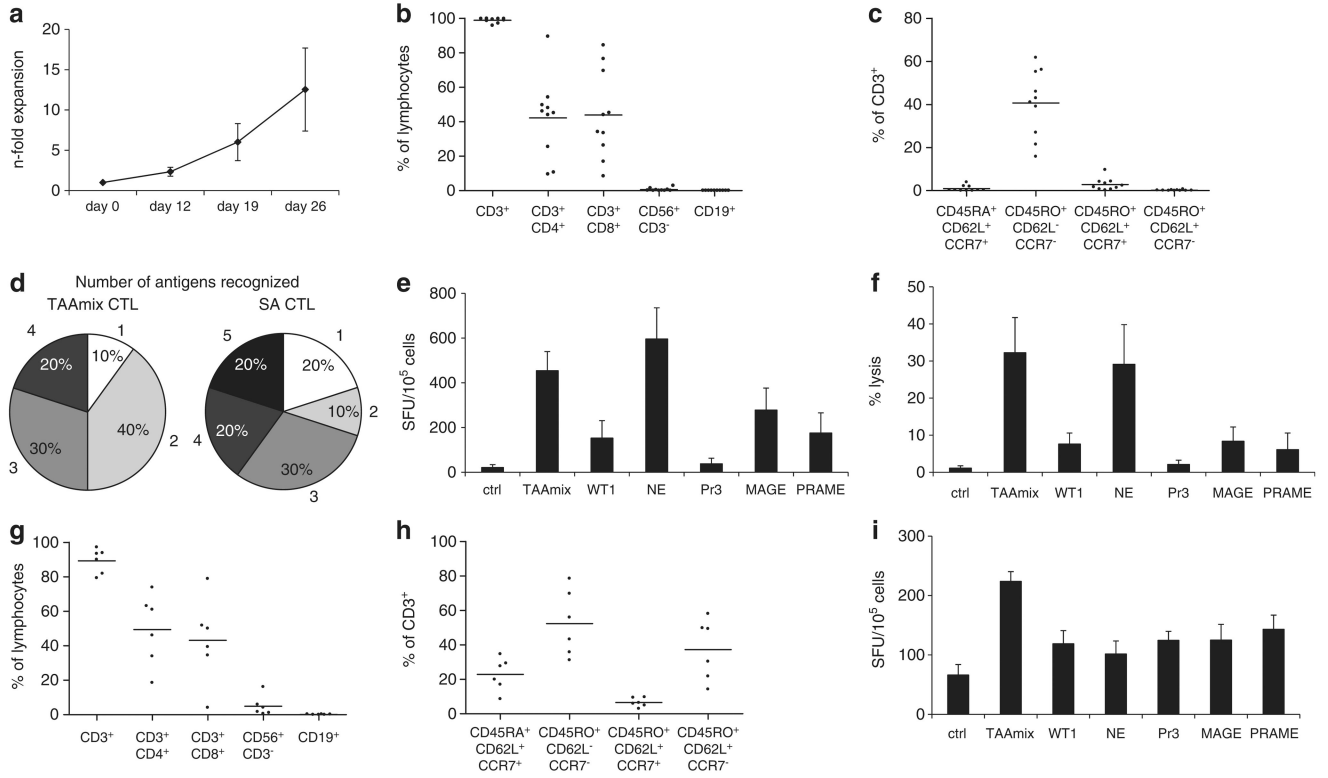 a
20
15
10
5
0
n-fold expansion
day 0 day 12 day 19 day 26
b
100
80
60
40
20
0
% of lymphocytes
CD3+ CD3+ CD3+ CD56+ CD19+
CD4+ CD8+ CD3-
c
80
60
40
20
0
% of CD3+
CD45RA+ CD45RO+ CD45RO+ CD45RO+
CD62L+ CD62L- CD62L+ CD62L+
CCR7+ CCR7- CCR7+ CCR7-
d
Number of antigens recognized
TAAmix CTL SA CTL
4 1
20% 10%
30% 40%
3 2
5 1
20% 20%
10% 2
4 20%
30%
3
e
800
600
400
200
0
SFU/10⁵ cells
ctrl TAAmix WT1 NE Pr3 MAGE PRAME
f
50
40
30
20
10
0
% lysis
ctrl TAAmix WT1 NE Pr3 MAGE PRAME
g
100
80
60
40
20
0
% of lymphocytes
CD3+ CD3+ CD3+ CD56+ CD19+
CD4+ CD8+ CD3-
h
100
80
60
40
20
0
% of CD3+
CD45RA+ CD45RO+ CD45RO+ CD45RO+
CD62L+ CD62L- CD62L+ CD62L+
CCR7+ CCR7- CCR7+ CCR7-
i
300
200
100
0
SFU/10⁵ cells
ctrl TAAmix WT1 NE Pr3 MAGE PRAME